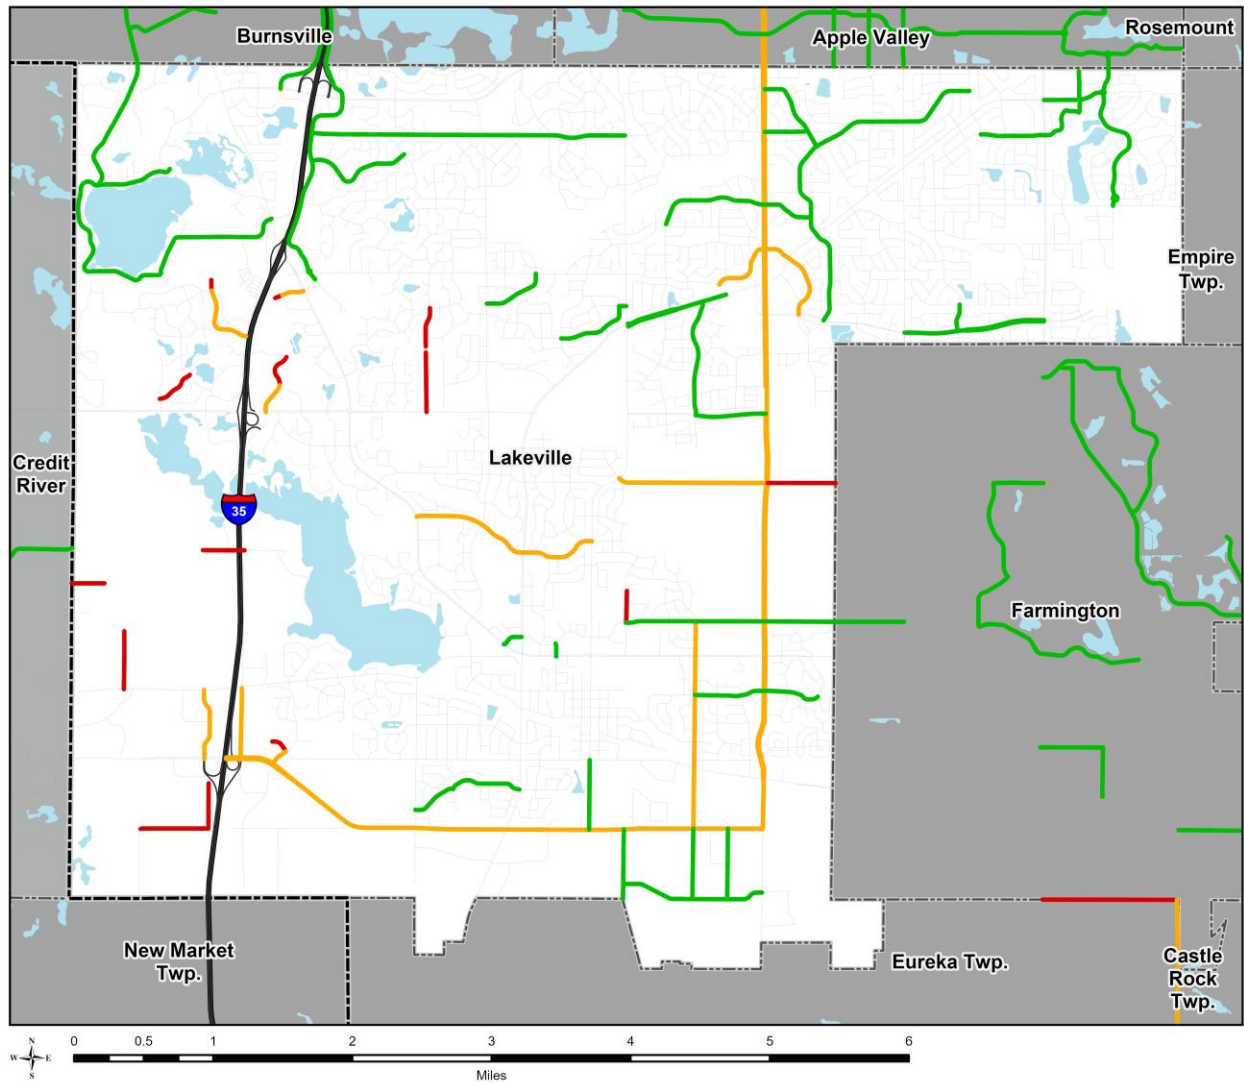 Burnsville
Apple Valley
Rosemount
Empire
Twp.
Credit
River
Lakeville
35
Farmington
New Market
Twp.
Eureka Twp.
Castle
Rock
Twp.
N
W E
S
0 0.5 1 2 3 4 5 6
Miles